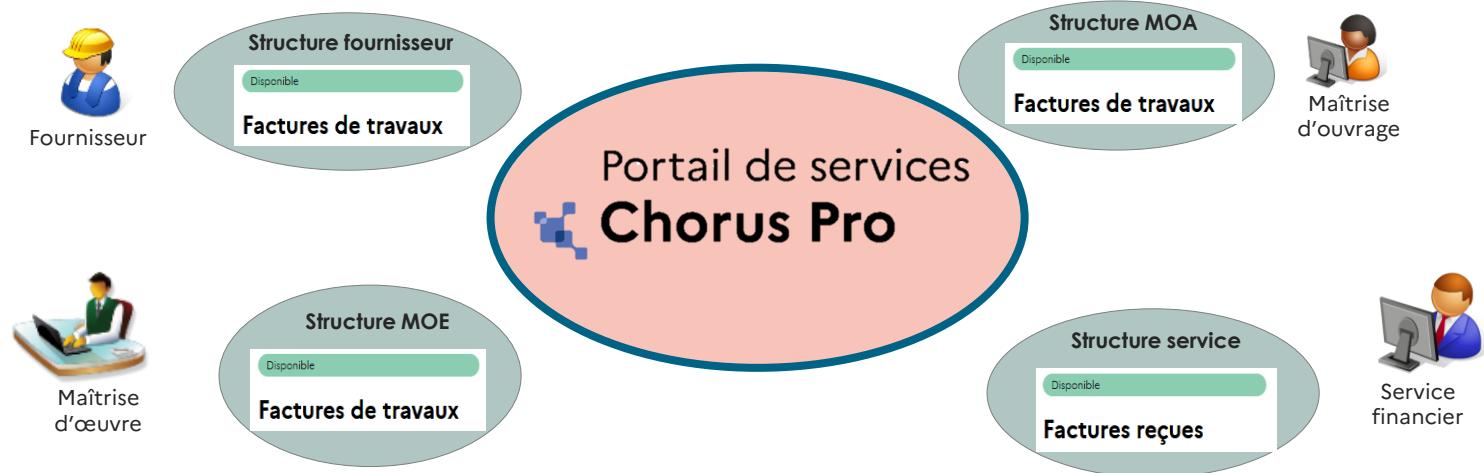 Structure fournisseur
Disponible
Factures de travaux
Fournisseur
Structure MOA
Disponible
Factures de travaux
Maîtrise
d'ouvrage
Portail de services
Chorus Pro
Structure MOE
Disponible
Factures de travaux
Maîtrise
d'œuvre
Structure service
Disponible
Factures reçues
Service
financier